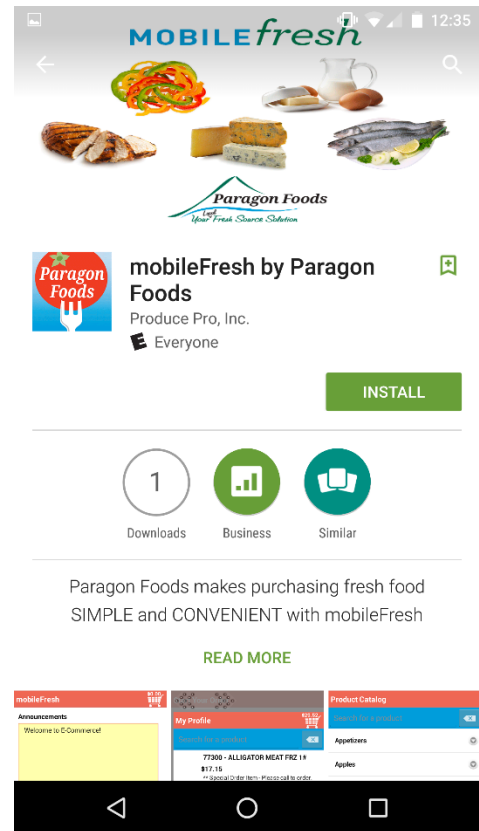 12:35
MOBILEfresh
Paragon Foods
Your Local Fresh Source Solution
Paragon
Foods
mobileFresh by Paragon
Foods
Produce Pro, Inc.
E Everyone
INSTALL
1
Downloads
Business
Similar
Paragon Foods makes purchasing fresh food
SIMPLE and CONVENIENT with mobileFresh
READ MORE
mobileFresh
Announcements
Welcome to E-Commerce!
My Profile
Search for a product
77300 - ALLIGATOR MEAT FRZ 1#
$17.15
** Special Order Item - Please call to order.
Product Catalog
Search for a product
Appetizers
Apples